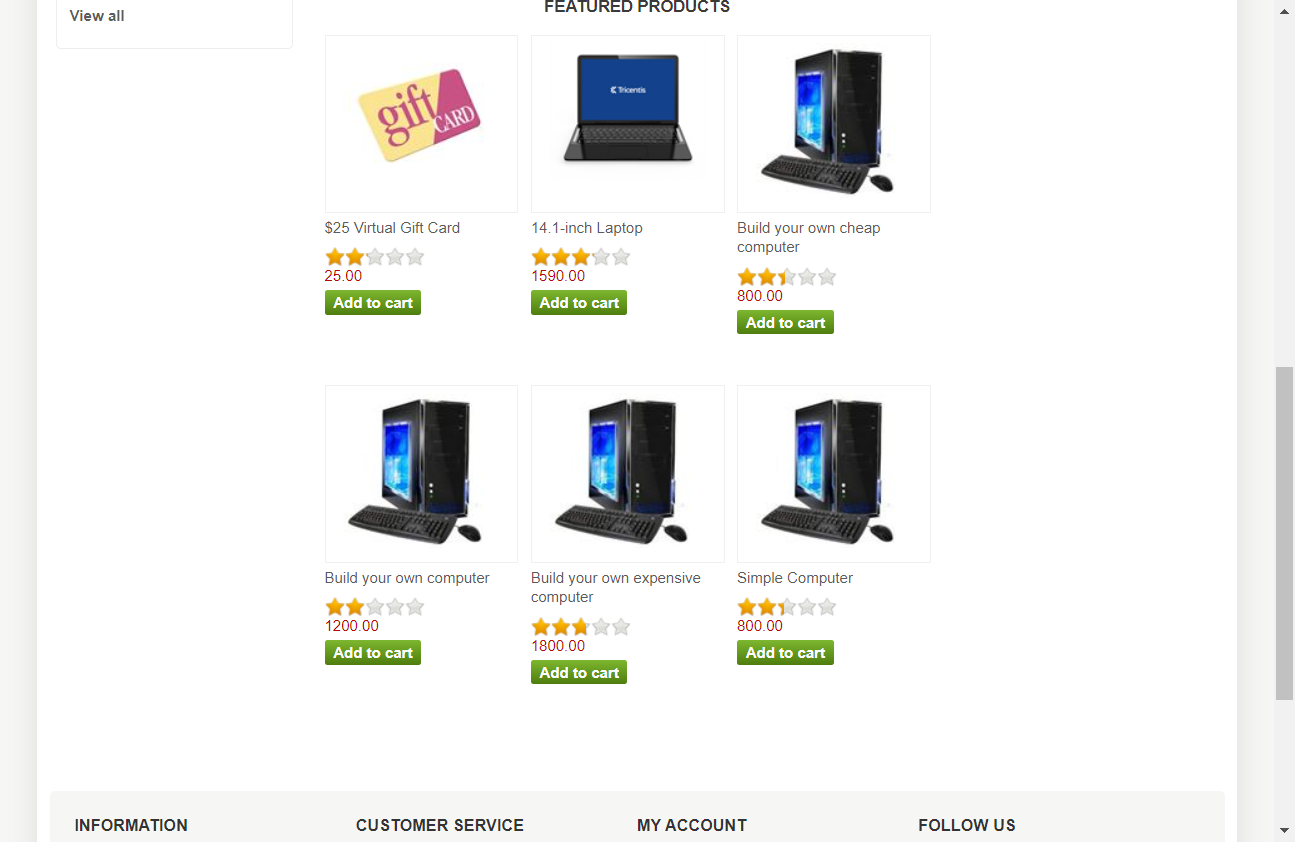 View all
FEATURED PRODUCTS
gift
CARD
Tricentis
$25 Virtual Gift Card
14.1-inch Laptop
Build your own cheap
computer
25.00
1590.00
800.00
Add to cart
Add to cart
Add to cart
Build your own computer
Build your own expensive
computer
Simple Computer
1200.00
1800.00
800.00
Add to cart
Add to cart
Add to cart
INFORMATION
CUSTOMER SERVICE
MY ACCOUNT
FOLLOW US